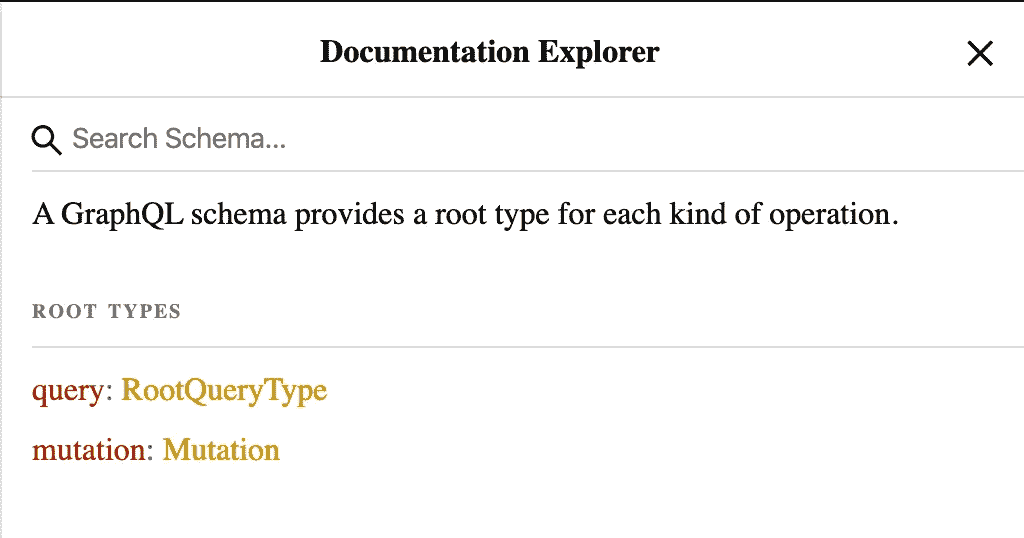 Documentation Explorer
Search Schema...
A GraphQL schema provides a root type for each kind of operation.
ROOT TYPES
query: RootQueryType
mutation: Mutation